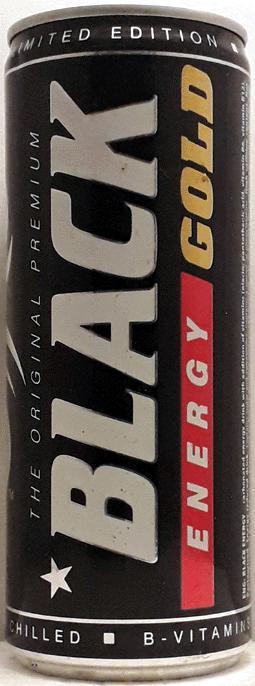 LIMITED EDITION
THE ORIGINAL PREMIUM
BLACK
ENERGY GOLD
CHILLED ■ B-VITAMINS